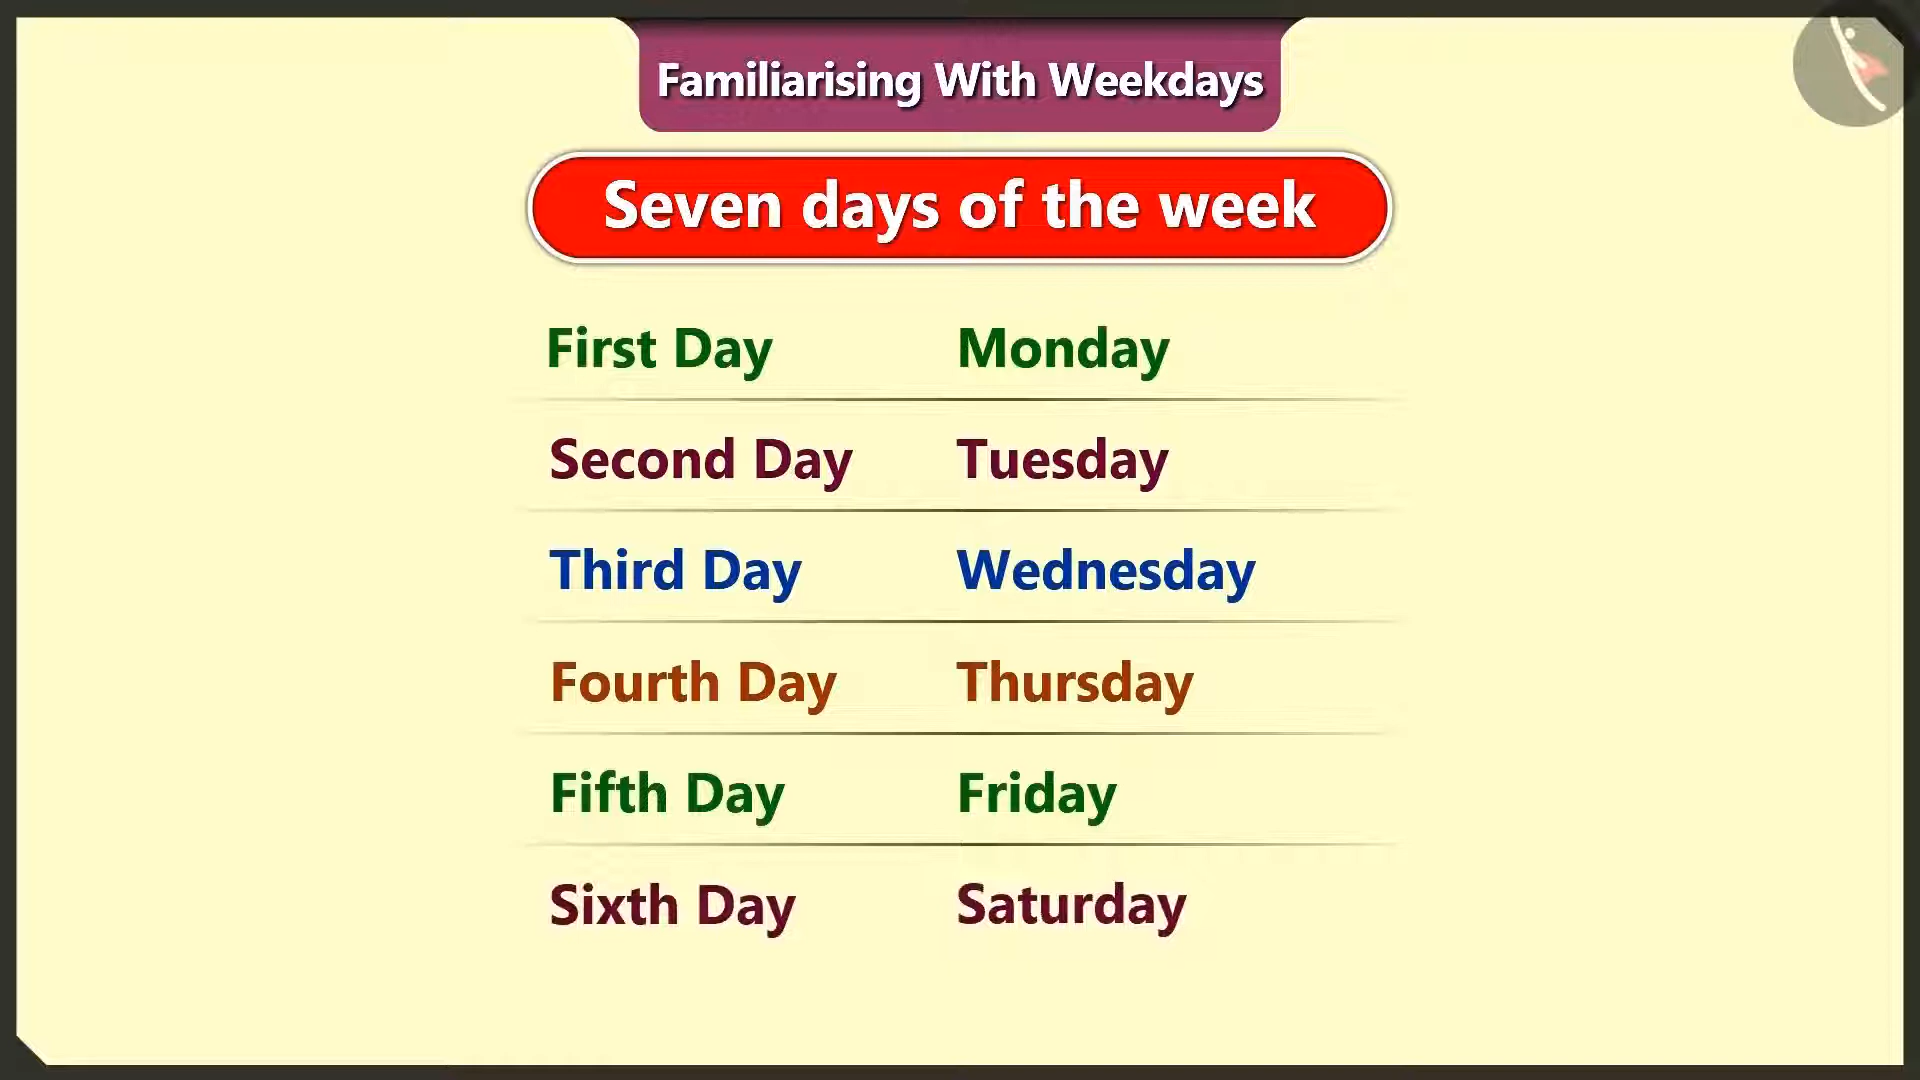 Familiarising With Weekdays
Seven days of the week
First Day Monday
Second Day Tuesday
Third Day Wednesday
Fourth Day Thursday
Fifth Day Friday
Sixth Day Saturday